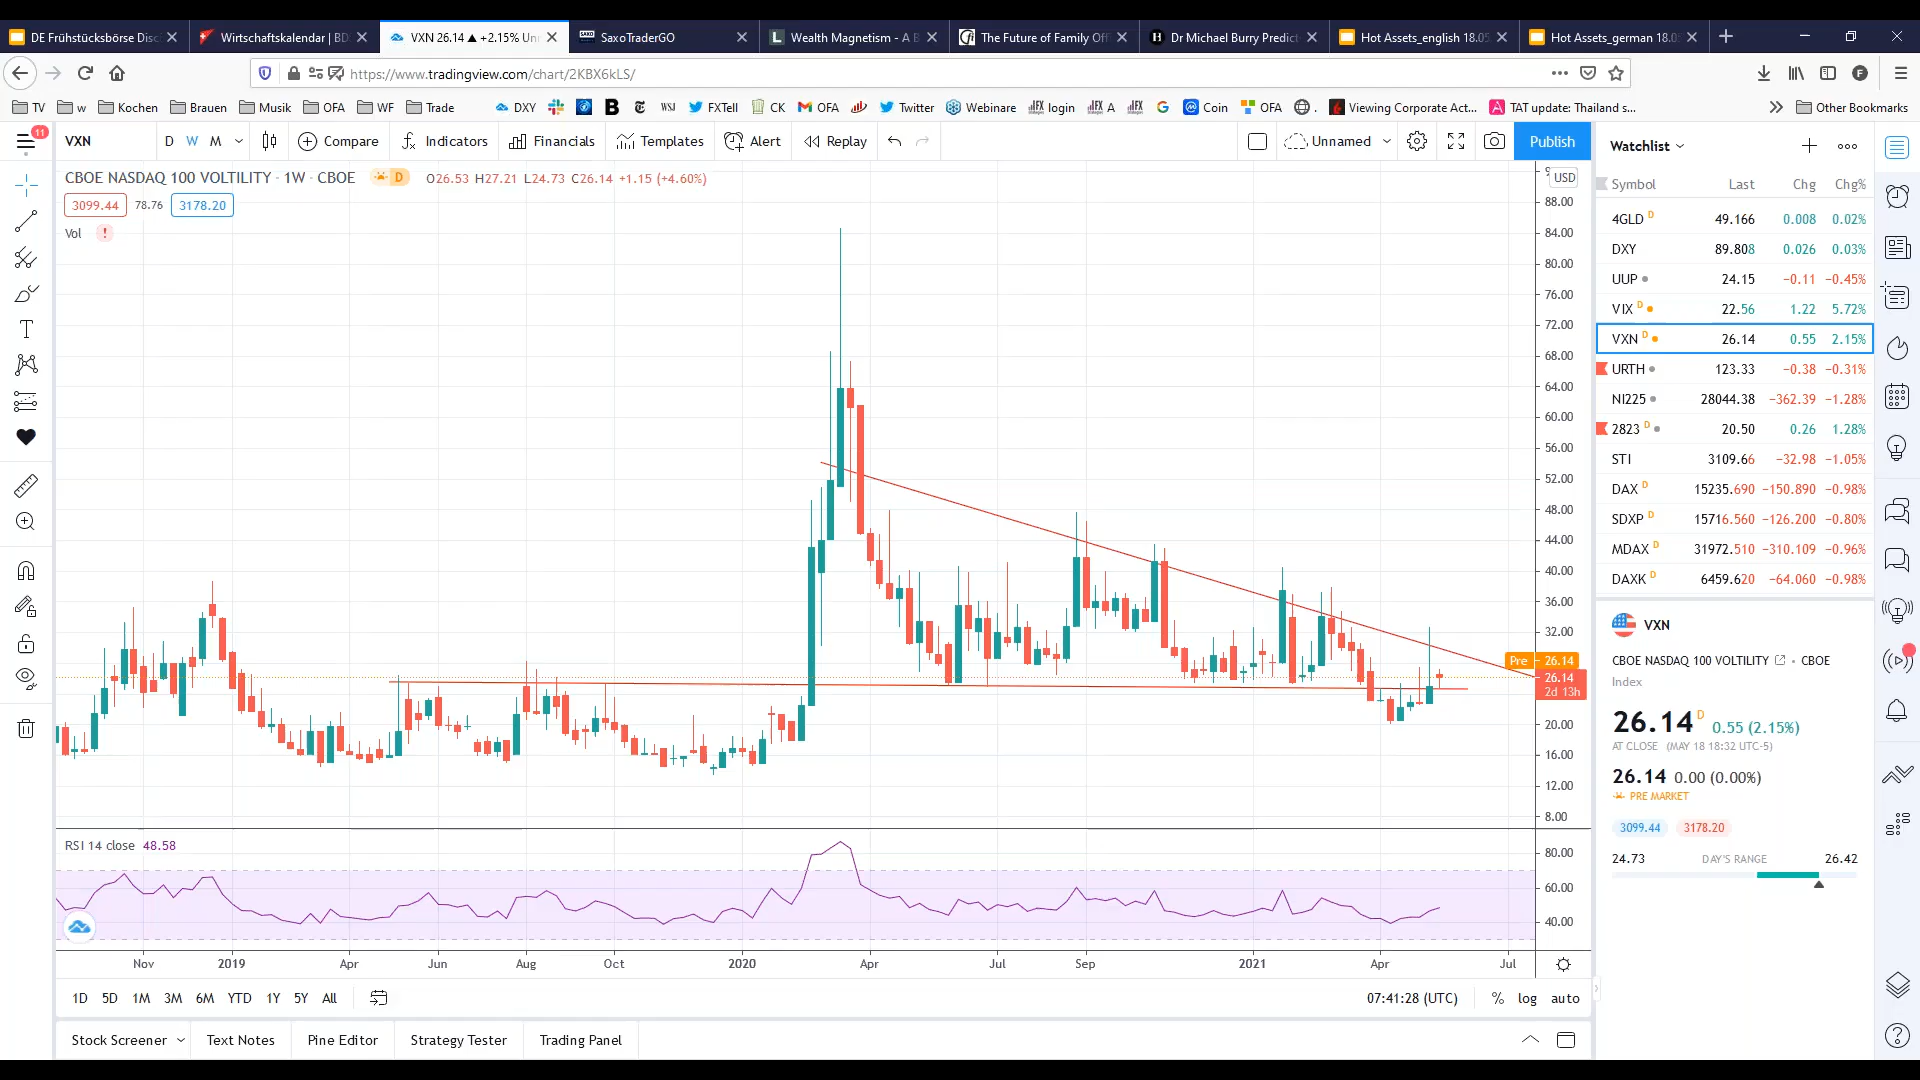 DE Frühstücksbörse Disc
Wirtschaftskalendar | BD
VXN 26.14 ▲ +2.15% Un
SAXO SaxoTraderGO
L Wealth Magnetism - A B
The Future of Family Off
H Dr Michael Burry Predict
Hot Assets_english 18.05
Hot Assets_german 18.0
https://www.tradingview.com/chart/2KBX6kLS/
TV w Kochen Brauen Musik OFA WF Trade DXY B WSJ FXTell CK OFA Twitter Webinare JFX login JFX A JFX G Coin OFA Viewing Corporate Act... TAT update: Thailand s... Other Bookmarks
11
VXN D W M Compare Indicators Financials Templates Alert Replay Unnamed Publish
CBOE NASDAQ 100 VOLTILITY · 1W · CBOE D O26.53 H27.21 L24.73 C26.14 +1.15 (+4.60%)
3099.44 78.76 3178.20
Vol !
USD
88.00
84.00
80.00
76.00
72.00
68.00
64.00
60.00
56.00
52.00
48.00
44.00
40.00
36.00
32.00
Pre 26.14
26.14
2d 13h
20.00
16.00
12.00
8.00
RSI 14 close 48.58
80.00
60.00
40.00
Nov 2019 Apr Jun Aug Oct 2020 Apr Jul Sep 2021 Apr Jul
1D 5D 1M 3M 6M YTD 1Y 5Y All 07:41:28 (UTC) % log auto
Stock Screener Text Notes Pine Editor Strategy Tester Trading Panel
Watchlist
Symbol Last Chg Chg%
4GLD D 49.166 0.008 0.02%
DXY 89.808 0.026 0.03%
UUP 24.15 −0.11 −0.45%
VIX D 22.56 1.22 5.72%
VXN D 26.14 0.55 2.15%
URTH 123.33 −0.38 −0.31%
NI225 28044.38 −362.39 −1.28%
2823 D 20.50 0.26 1.28%
STI 3109.66 −32.98 −1.05%
DAX D 15235.690 −150.890 −0.98%
SDXP D 15716.560 −126.200 −0.80%
MDAX D 31972.510 −310.109 −0.96%
DAXK D 6459.620 −64.060 −0.98%
VXN
CBOE NASDAQ 100 VOLTILITY • CBOE
Index
26.14 D 0.55 (2.15%)
AT CLOSE (MAY 18 18:32 UTC-5)
26.14 0.00 (0.00%)
PRE MARKET
3099.44 3178.20
24.73 DAY'S RANGE 26.42